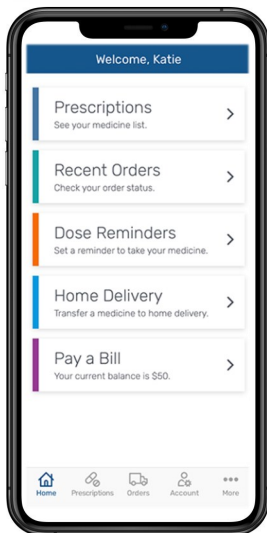 Welcome, Katie
Prescriptions
See your medicine list.
Recent Orders
Check your order status.
Dose Reminders
Set a reminder to take your medicine.
Home Delivery
Transfer a medicine to home delivery.
Pay a Bill
Your current balance is $50.
Home Prescriptions Orders Account More